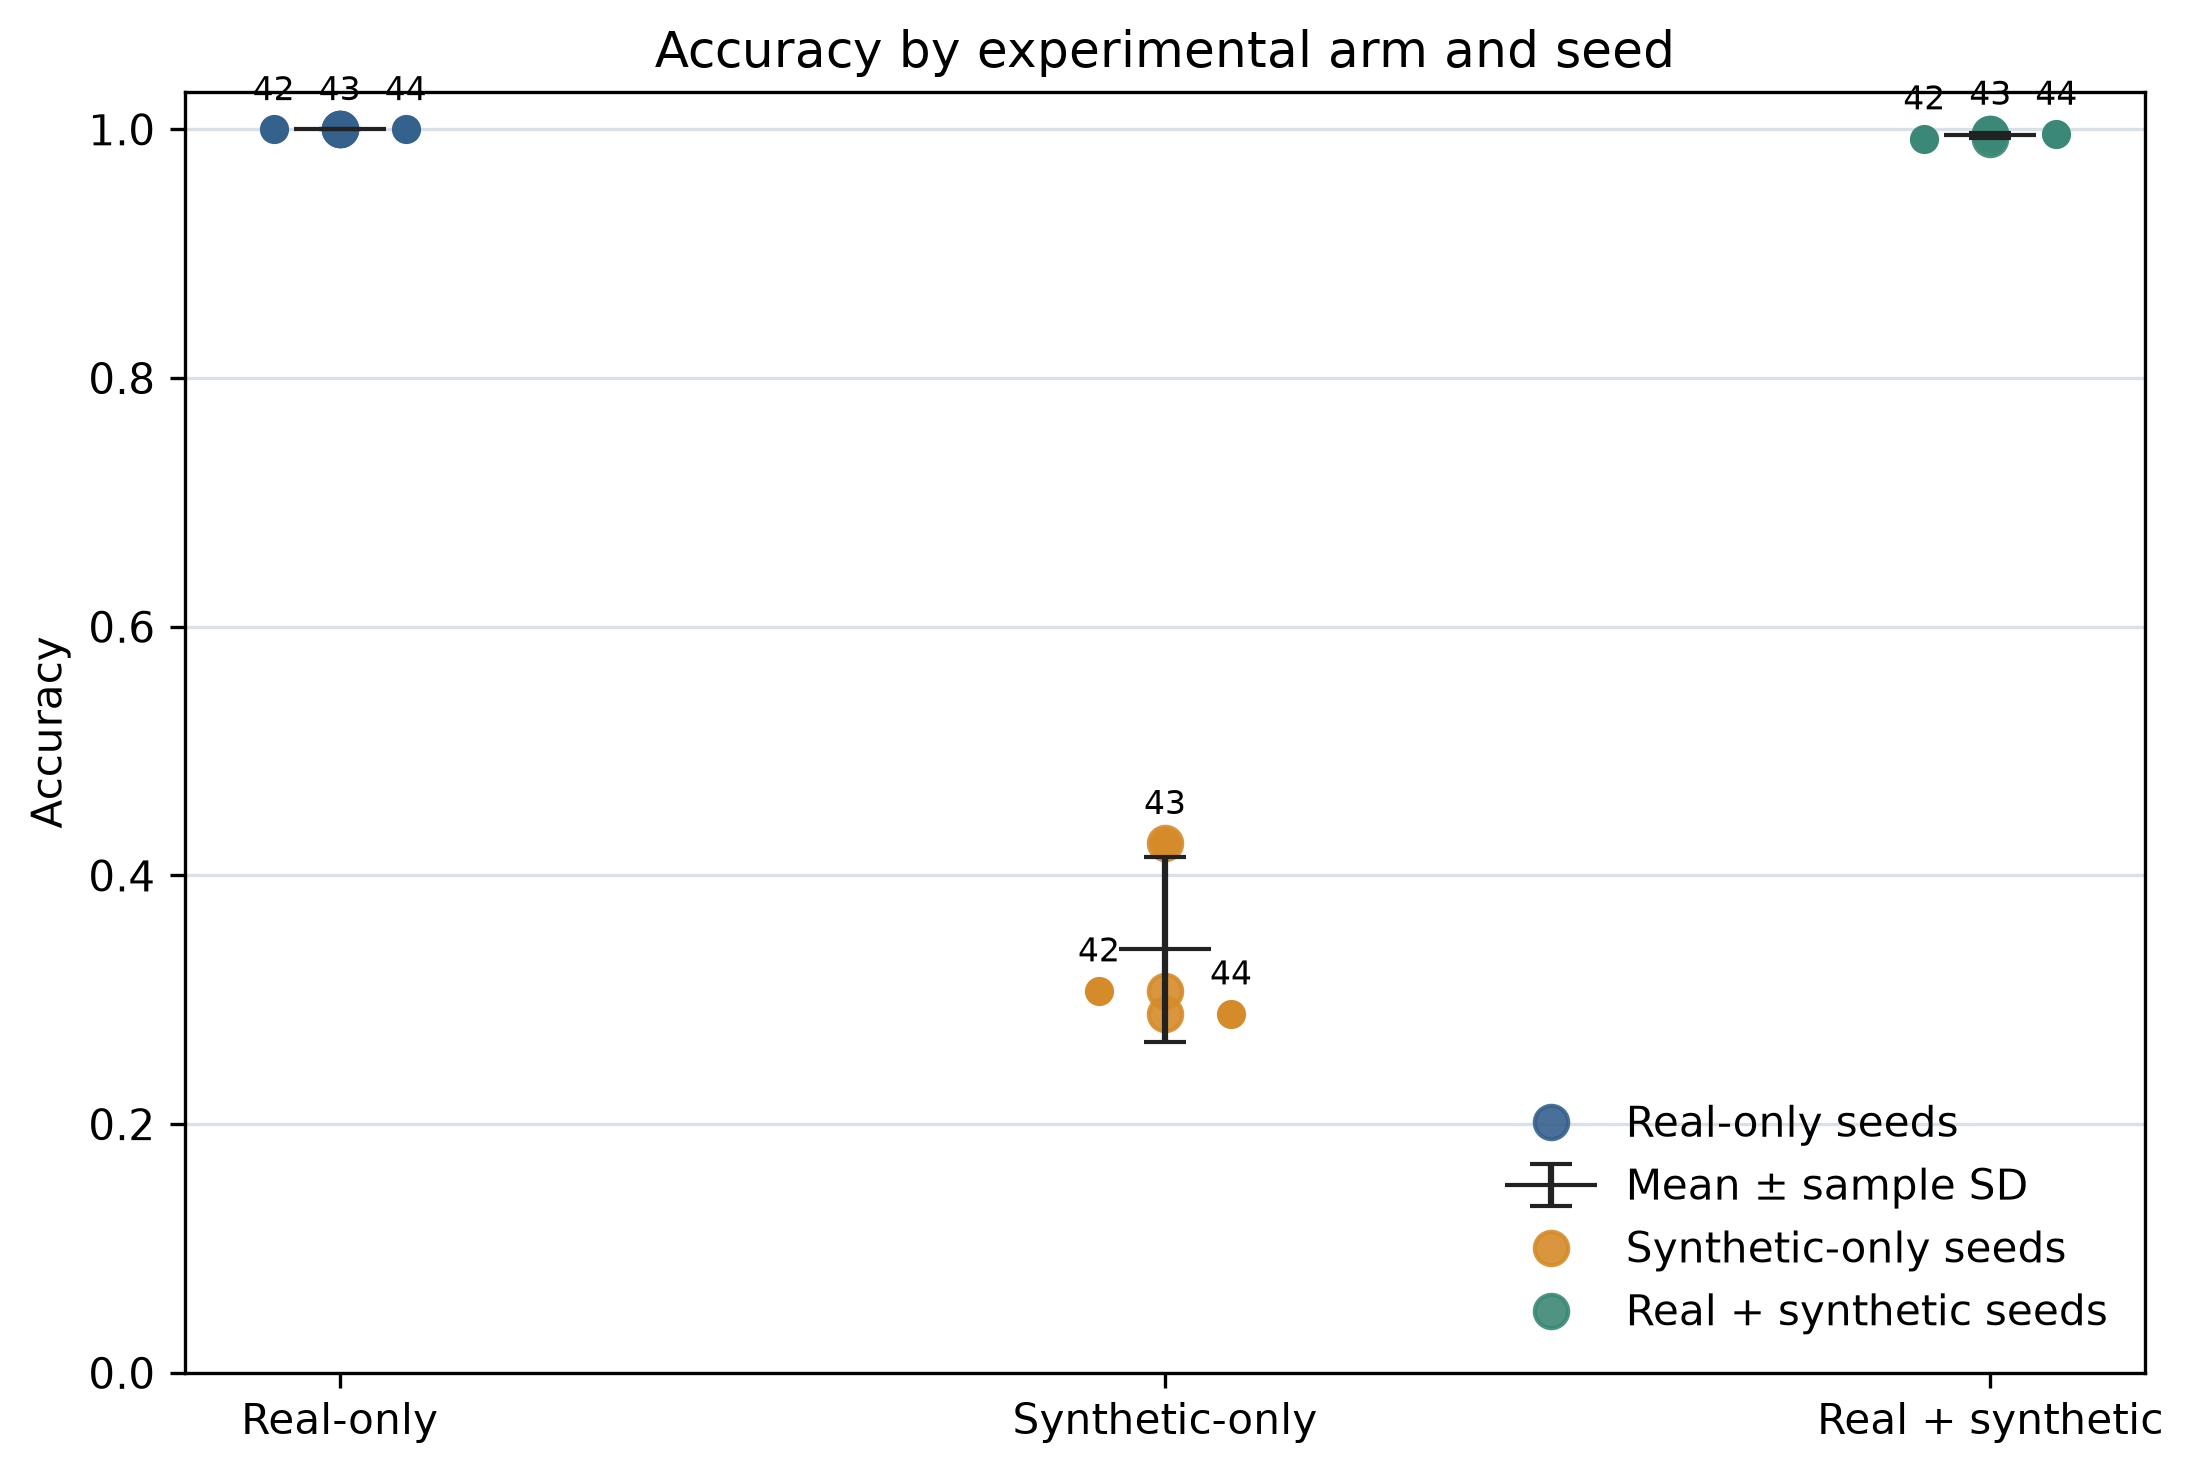 Accuracy by experimental arm and seed
42 43 44
42 43 44
1.0
0.8
0.6
0.4
0.2
0.0
Accuracy
43
42
44
Real-only seeds
Mean ± sample SD
Synthetic-only seeds
Real + synthetic seeds
Real-only
Synthetic-only
Real + synthetic